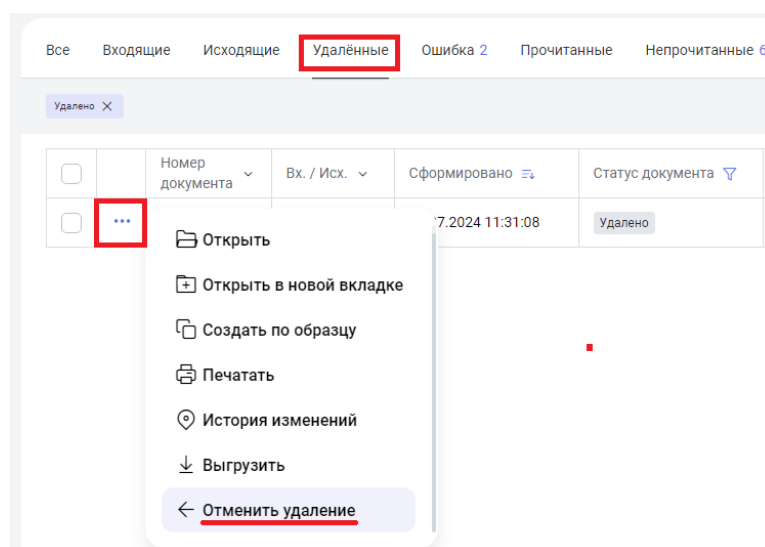 Все Входящие Исходящие Удалённые Ошибка 2 Прочитанные Непрочитанные
Удалено
Номер документа Вх. / Исх. Сформировано Статус документа
7.2024 11:31:08 Удалено
Открыть
Открыть в новой вкладке
Создать по образцу
Печатать
История изменений
Выгрузить
Отменить удаление